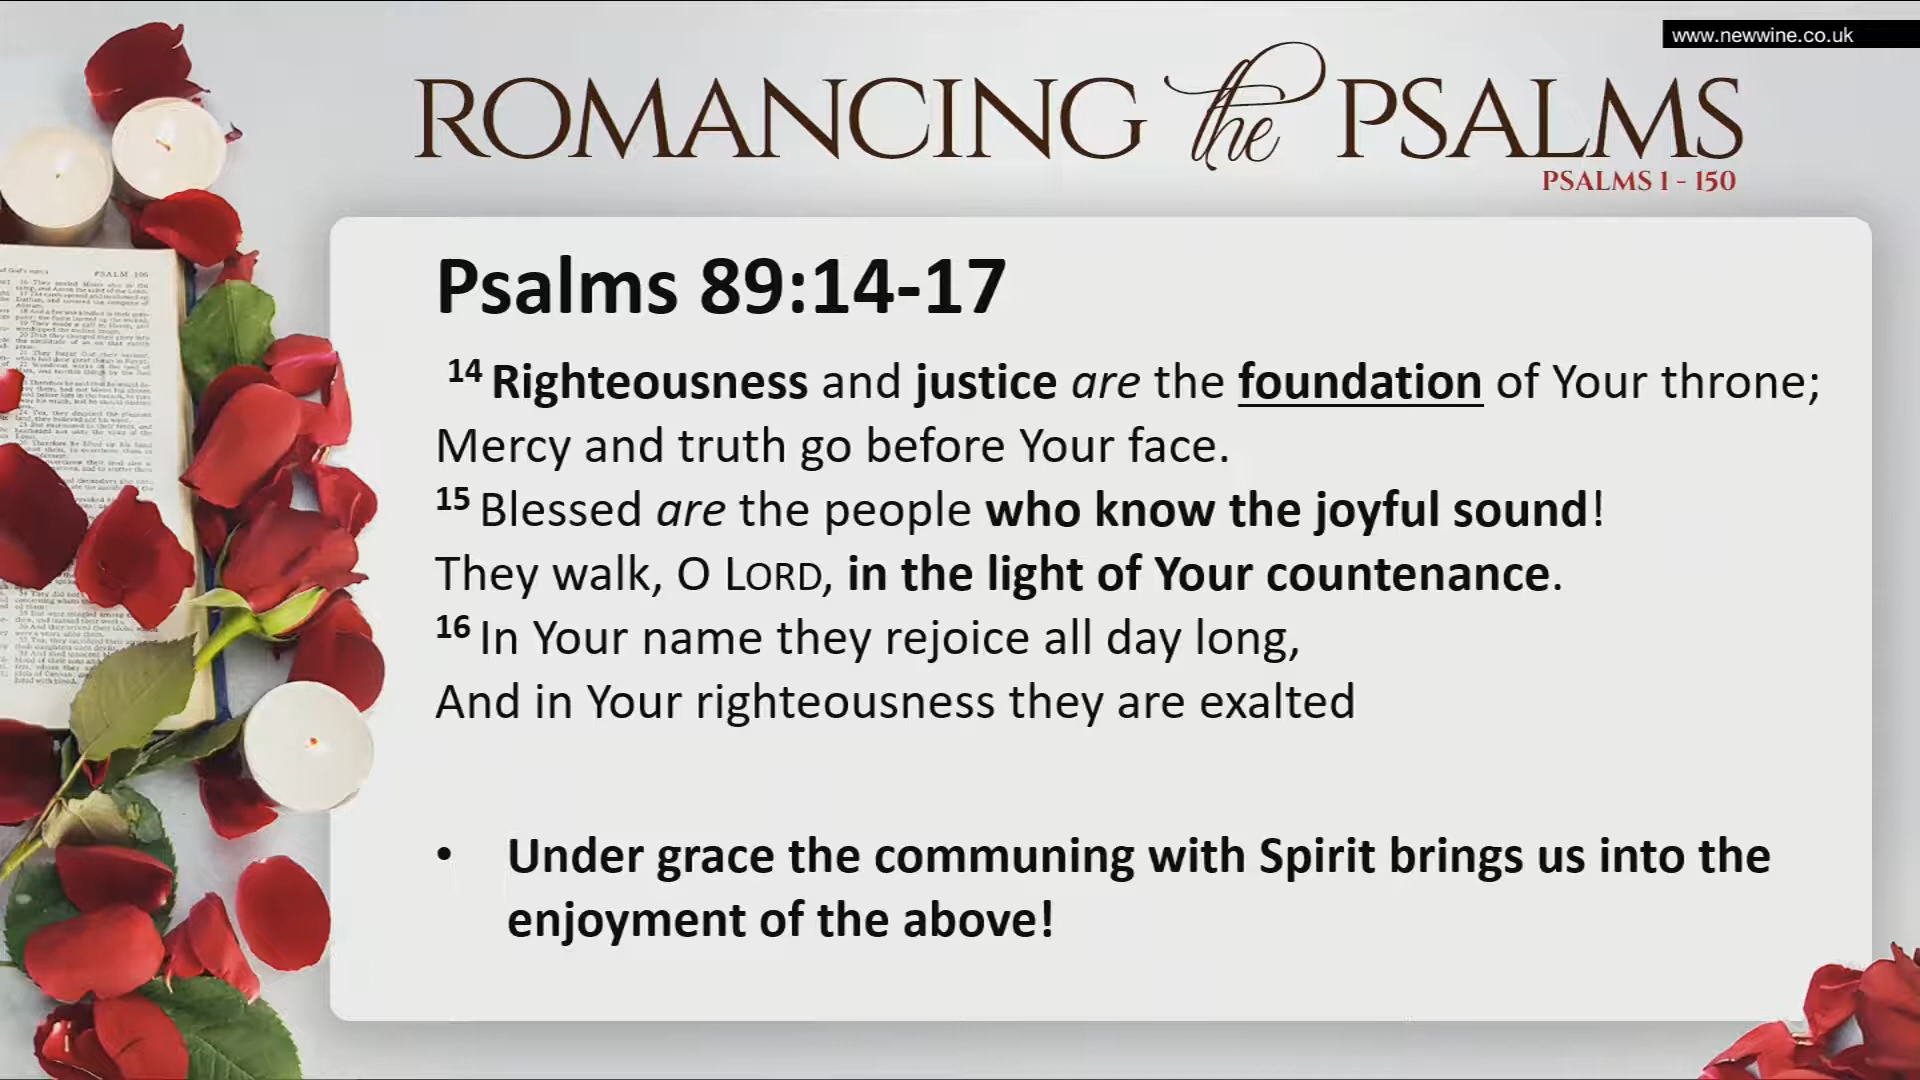 www.newwine.co.uk
ROMANCING the PSALMS
PSALMS 1 - 150
PSALM 106
Psalms 89:14-17
14 Righteousness and justice are the foundation of Your throne;
Mercy and truth go before Your face.
15 Blessed are the people who know the joyful sound!
They walk, O LORD, in the light of Your countenance.
16 In Your name they rejoice all day long,
And in Your righteousness they are exalted
• Under grace the communing with Spirit brings us into the
enjoyment of the above!